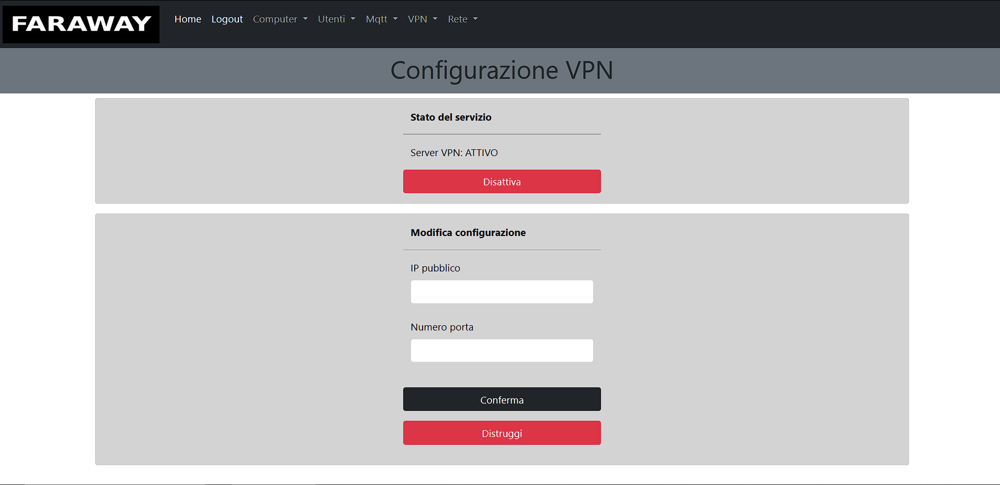 FARAWAY
Home Logout Computer Utenti Mqtt VPN Rete
Configurazione VPN
Stato del servizio
Server VPN: ATTIVO
Disattiva
Modifica configurazione
IP pubblico
Numero porta
Conferma
Distruggi